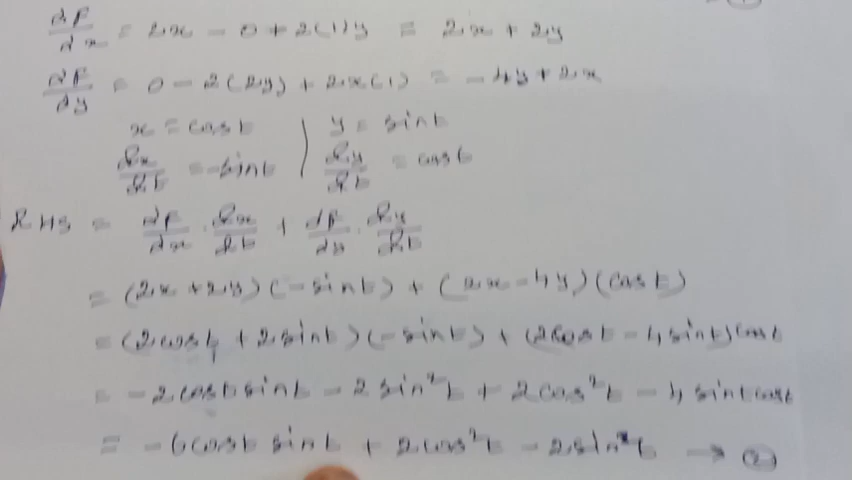 ∂F/∂x = 2x - 0 + 2(1)y = 2x + 2y
∂F/∂y = 0 - 2(2y) + 2x(1) = -4y + 2x
x = cost | y = sint
dx/dt = -sint | dy/dt = cost
RHS = ∂F/∂x · dx/dt + ∂F/∂y · dy/dt
= (2x + 2y)(-sint) + (2x - 4y)(cost)
= (2cost + 2sint)(-sint) + (2cost - 4sint)cost
= -2costsint - 2sin²t + 2cos²t - 4sintcost
= -6cost sint + 2cos²t - 2sin²t → ②